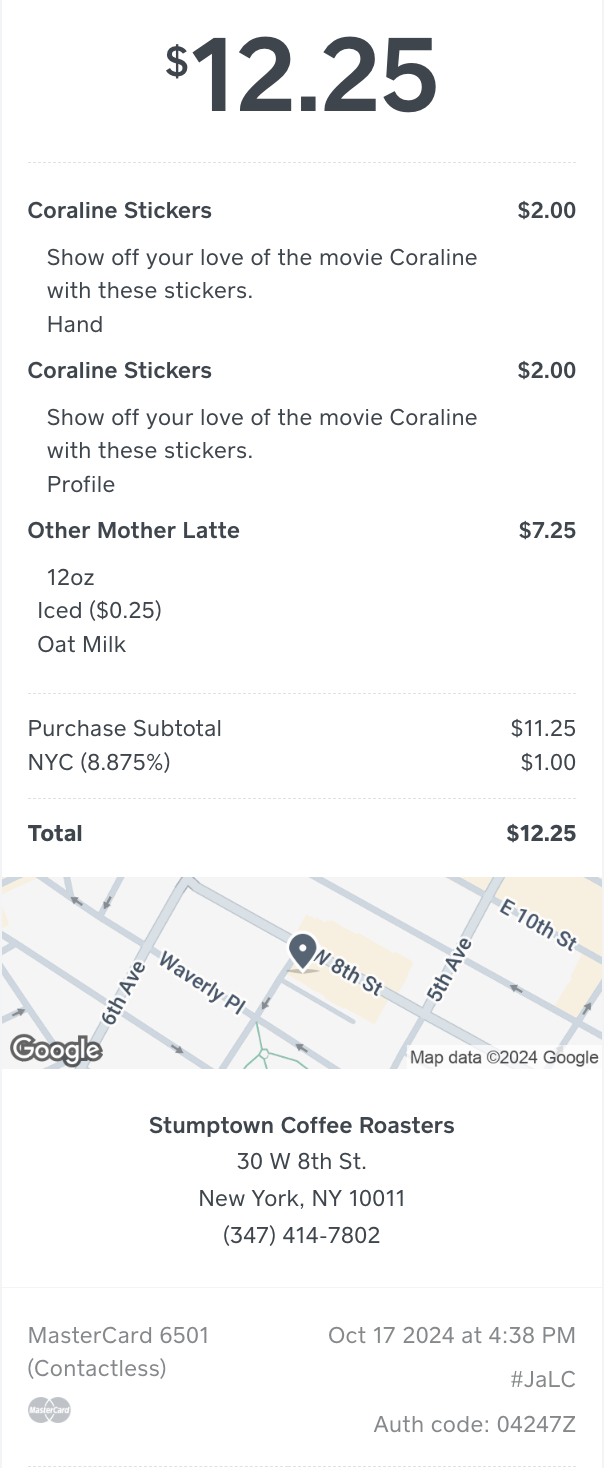 $12.25
Coraline Stickers $2.00
Show off your love of the movie Coraline
with these stickers.
Hand
Coraline Stickers $2.00
Show off your love of the movie Coraline
with these stickers.
Profile
Other Mother Latte $7.25
12oz
Iced ($0.25)
Oat Milk
Purchase Subtotal $11.25
NYC (8.875%) $1.00
Total $12.25
E 10th St
W 8th St
5th Ave
Waverly Pl
6th Ave
Google
Map data ©2024 Google
Stumptown Coffee Roasters
30 W 8th St.
New York, NY 10011
(347) 414-7802
MasterCard 6501 Oct 17 2024 at 4:38 PM
(Contactless) #JaLC
MasterCard
Auth code: 04247Z